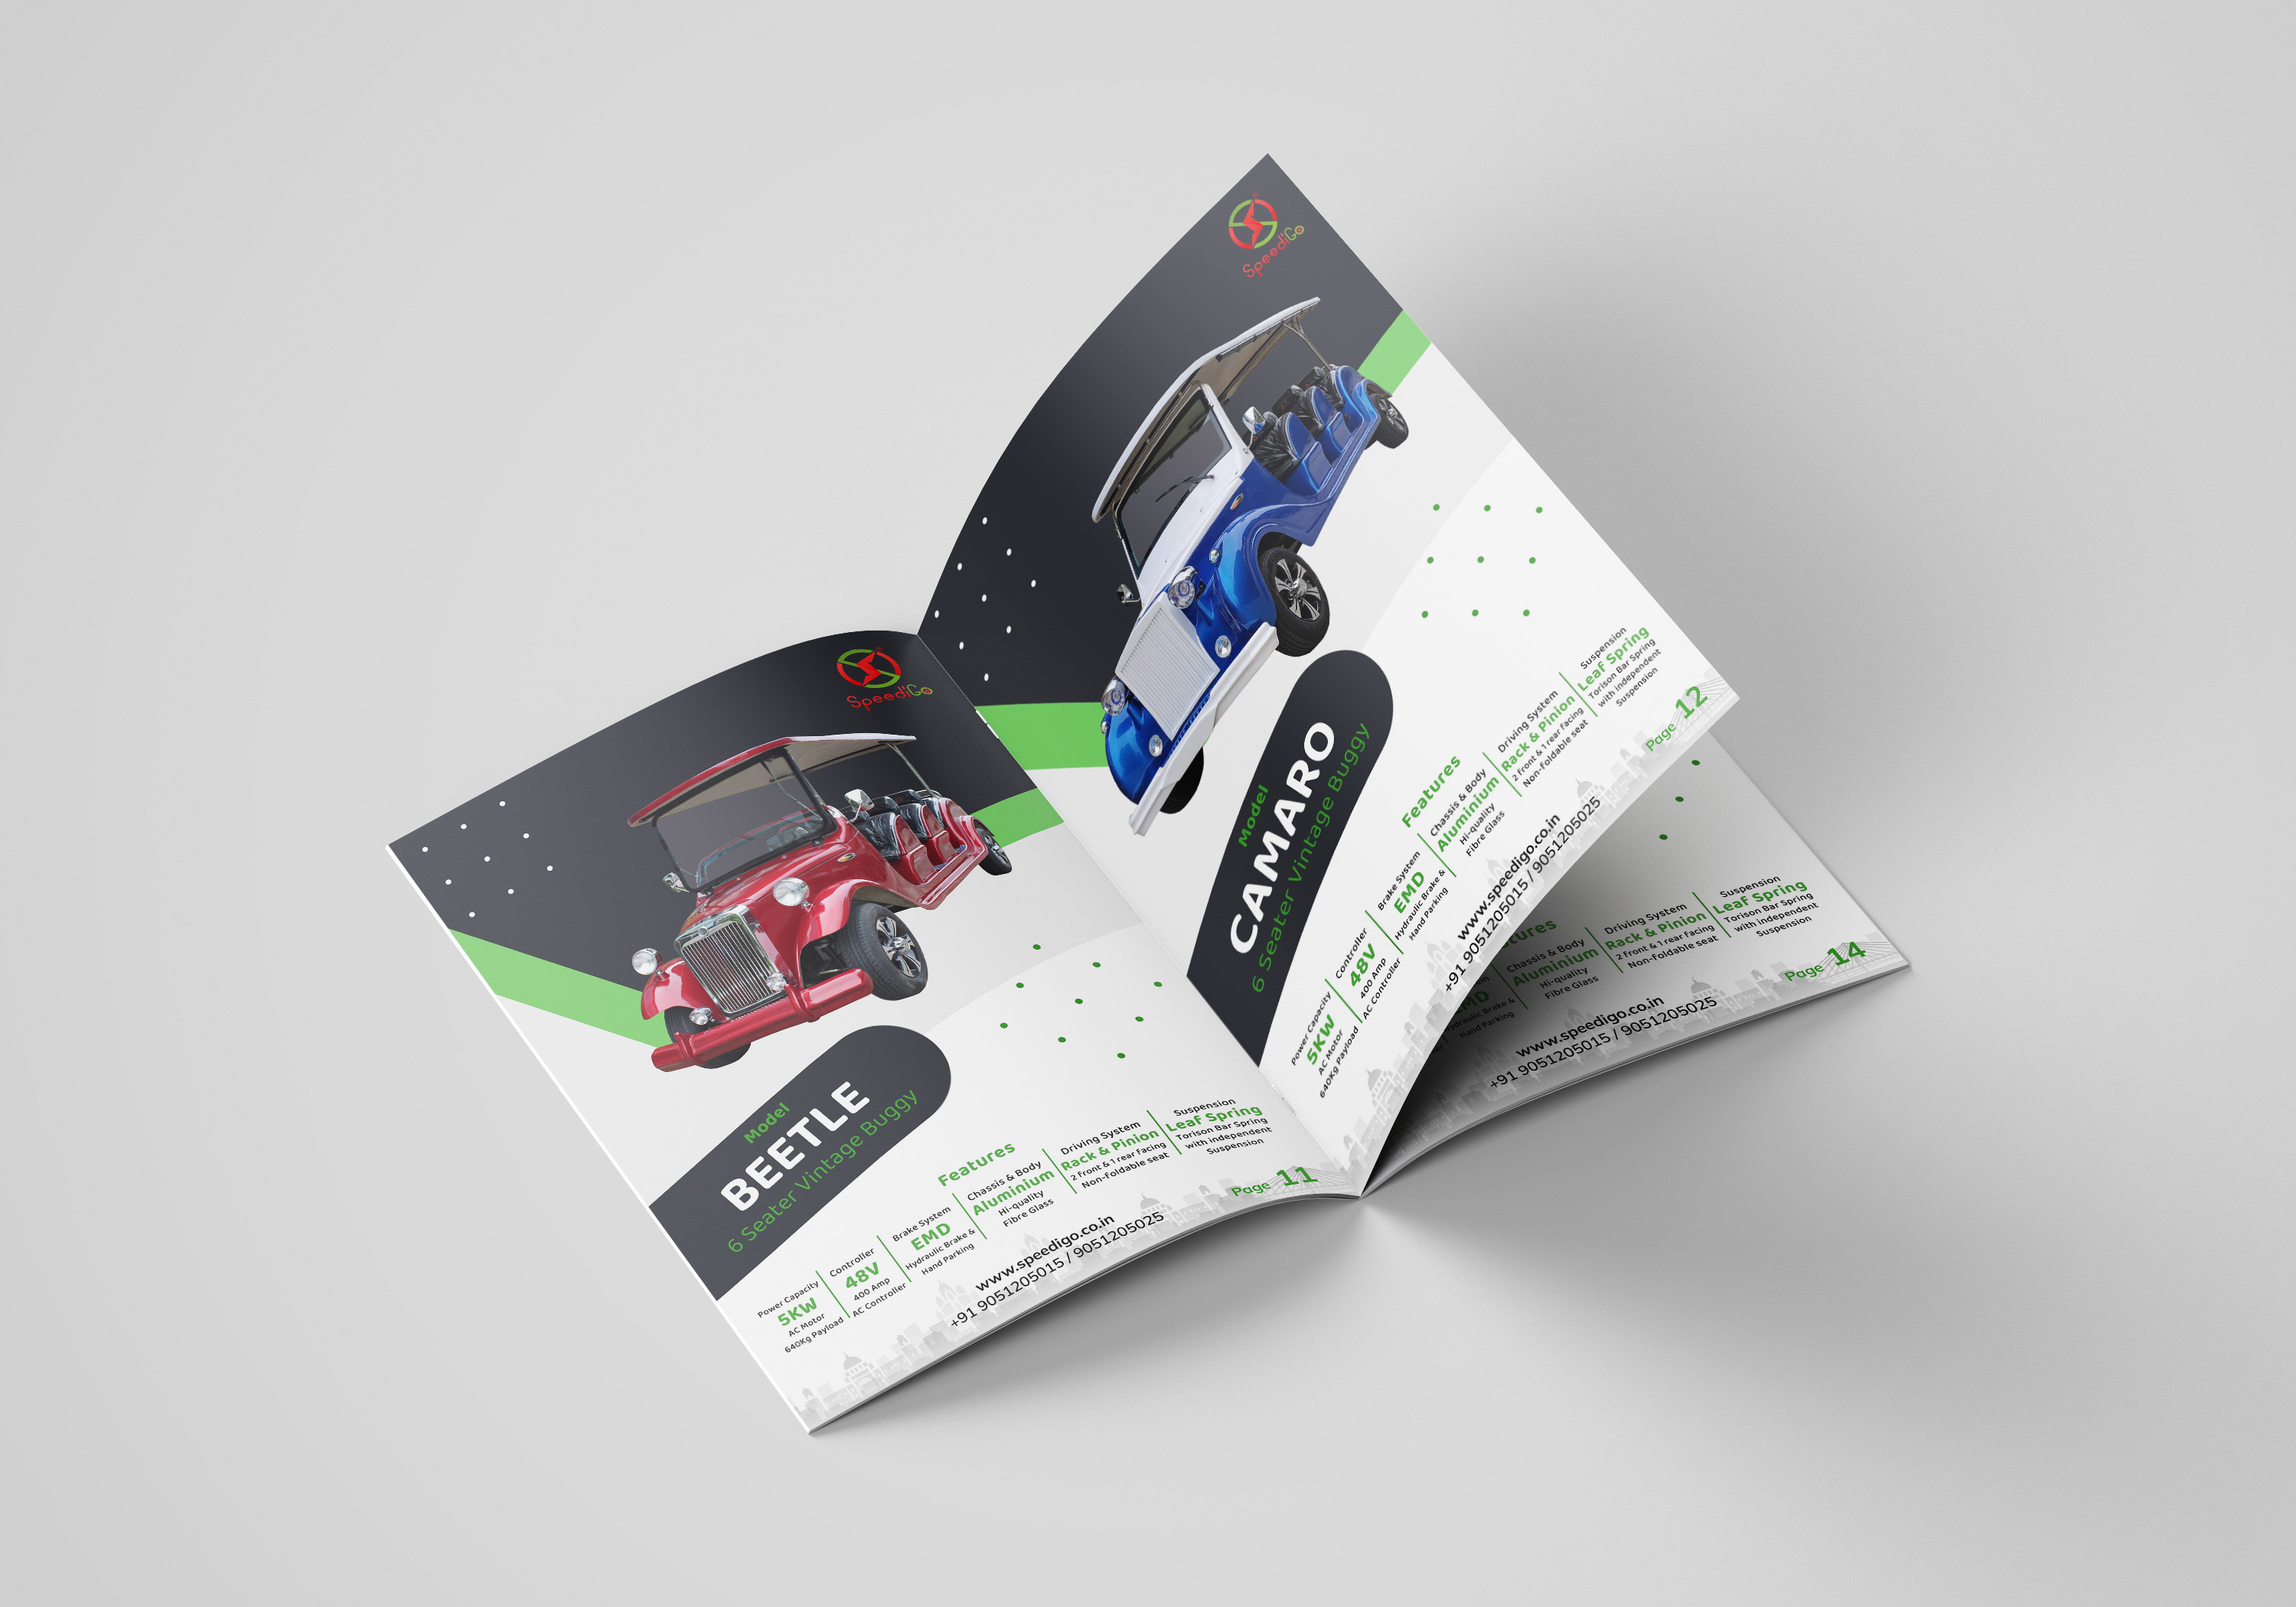 SpeediGo
Model
BEETLE
6 Seater Vintage Buggy
Features
Power Capacity
5KW
AC Motor
640Kg Payload
Controller
48V
400 Amp
AC Controller
Brake System
EMD
Hydraulic Brake &
Hand Parking
Chassis & Body
Aluminium
Hi-quality
Fibre Glass
Driving System
Rack & Pinion
2 front & 1 rear facing
Non-foldable seat
Suspension
Leaf Spring
Torison Bar Spring
with independent
Suspension
www.speedigo.co.in
+91 9051205015 / 9051205025
Page 11
SpeediGo
Model
CAMARO
6 Seater Vintage Buggy
Features
Power Capacity
5KW
AC Motor
640Kg Payload
Controller
48V
400 Amp
AC Controller
Brake System
EMD
Hydraulic Brake &
Hand Parking
Chassis & Body
Aluminium
Hi-quality
Fibre Glass
Driving System
Rack & Pinion
2 front & 1 rear facing
Non-foldable seat
Suspension
Leaf Spring
Torison Bar Spring
with independent
Suspension
www.speedigo.co.in
+91 9051205015 / 9051205025
Page 12
Hand Parking
Chassis & Body
Aluminium
Hi-quality
Fibre Glass
Driving System
Rack & Pinion
2 front & 1 rear facing
Non-foldable seat
Suspension
Leaf Spring
Torison Bar Spring
with independent
Suspension
www.speedigo.co.in
+91 9051205015 / 9051205025
Page 14